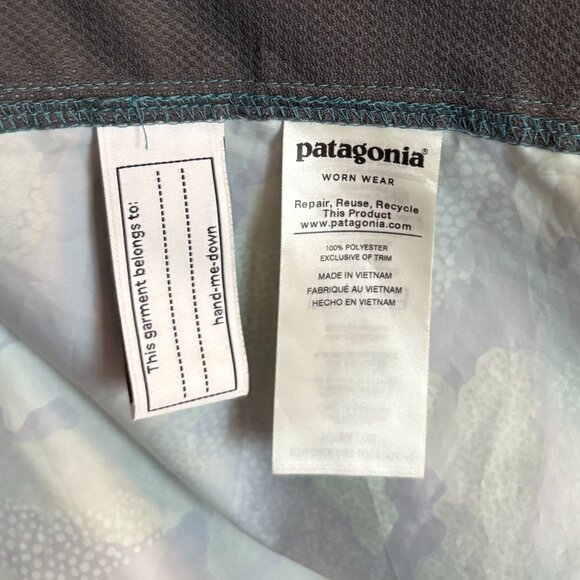 This garment belongs to:
hand-me-down
patagonia®
WORN WEAR
Repair, Reuse, Recycle
This Product
www.patagonia.com
100% POLYESTER
EXCLUSIVE OF TRIM
MADE IN VIETNAM
FABRIQUÉ AU VIETNAM
HECHO EN VIETNAM